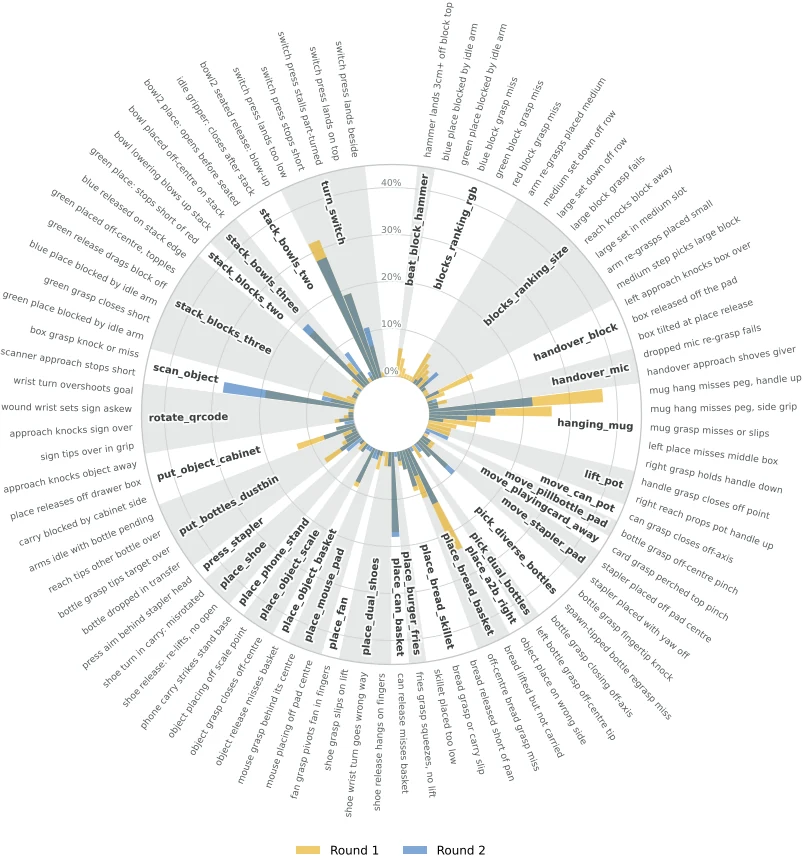 hammer lands 3cm+ off block top
blue place blocked by idle arm
green place blocked by idle arm
blue block grasp miss
green block grasp miss
red block grasp miss
arm re-grasps placed medium
medium set down off row
large set down off row
large block grasp fails
reach knocks block away
large set in medium slot
arm re-grasps placed small
medium step picks large block
left approach knocks box over
box released off the pad
box tilted at place release
dropped mic re-grasp fails
handover approach shoves giver
mug hang misses peg, handle up
mug hang misses peg, side grip
mug grasp misses or slips
left place misses middle box
right grasp holds handle down
handle grasp closes off point
right reach props pot handle up
can grasp closes off-axis
bottle grasp off-centre pinch
card grasp perched top pinch
stapler placed off pad centre
stapler placed with yaw off
bottle grasp fingertip knock
spawn-tipped bottle regrasp miss
bottle grasp closing off-axis
left bottle grasp off-centre tip
object place on wrong side
bread lifted but not carried
off-centre bread grasp miss
bread released short of pan
bread grasp or carry slip
skillet placed too low
fries grasp squeezes, no lift
can release misses basket
shoe release hangs on fingers
shoe wrist turn goes wrong way
shoe grasp slips on lift
fan grasp pivots fan in fingers
mouse placing off pad centre
mouse grasp behind its centre
object release misses basket
object grasp closes off-centre
object placing off scale point
phone carry strikes stand base
shoe release: re-lifts, no open
shoe turn in carry: misrotated
press aim behind stapler head
bottle dropped in transfer
bottle grasp tips target over
reach tips other bottle over
arms idle with bottle pending
carry blocked by cabinet side
place releases off drawer box
approach knocks object away
sign tips over in grip
approach knocks sign over
wound wrist sets sign askew
wrist turn overshoots goal
scanner approach stops short
box grasp knock or miss
green place blocked by idle arm
green grasp closes short
blue place blocked by idle arm
green release drags block off
green placed off-centre, topples
blue released on stack edge
green place: stops short of red
bowl lowering blows up stack
bowl placed off-centre on stack
bowl2 place: opens before seated
idle gripper: closes after stack
bowl2 seated release: blow-up
switch press lands too low
switch press stops short
switch press stalls part-turned
switch press lands on top
switch press lands beside
beat_block_hammer
blocks_ranking_rgb
blocks_ranking_size
handover_block
handover_mic
hanging_mug
lift_pot
move_can_pot
move_pillbottle_pad
move_playingcard_away
move_stapler_pad
pick_diverse_bottles
pick_dual_bottles
place_a2b_right
place_bread_basket
place_bread_skillet
place_burger_fries
place_can_basket
place_dual_shoes
place_fan
place_mouse_pad
place_object_basket
place_object_scale
place_phone_stand
place_shoe
press_stapler
put_bottles_dustbin
put_object_cabinet
rotate_qrcode
scan_object
stack_blocks_three
stack_blocks_two
stack_bowls_three
stack_bowls_two
turn_switch
40%
30%
20%
10%
0%
Round 1
Round 2